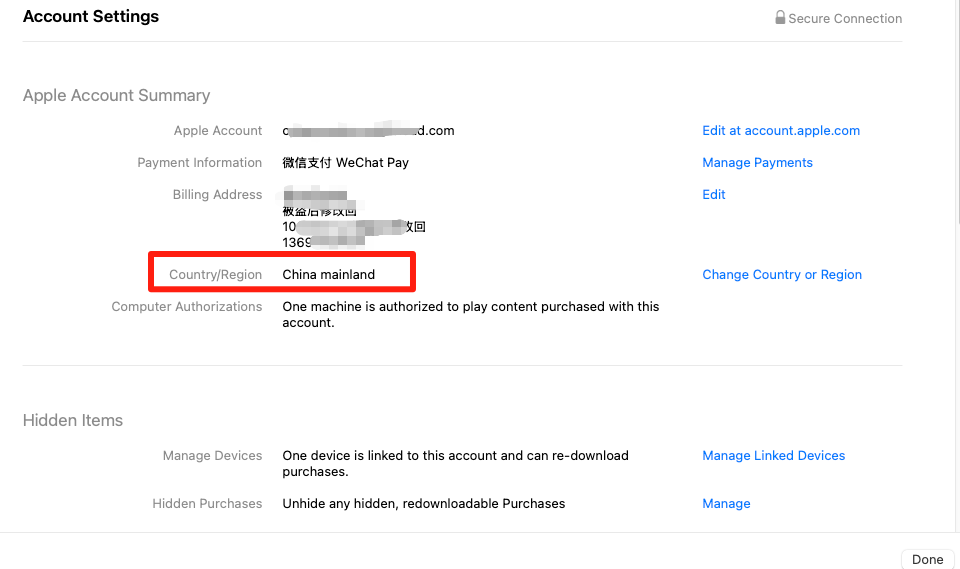 Account Settings
Secure Connection
Apple Account Summary
Apple Account
d.com
Edit at account.apple.com
Payment Information
微信支付 WeChat Pay
Manage Payments
Billing Address
Edit
被盗后修改回
10
改回
1369
Country/Region
China mainland
Change Country or Region
Computer Authorizations
One machine is authorized to play content purchased with this
account.
Hidden Items
Manage Devices
One device is linked to this account and can re-download
purchases.
Manage Linked Devices
Hidden Purchases
Unhide any hidden, redownloadable Purchases
Manage
Done